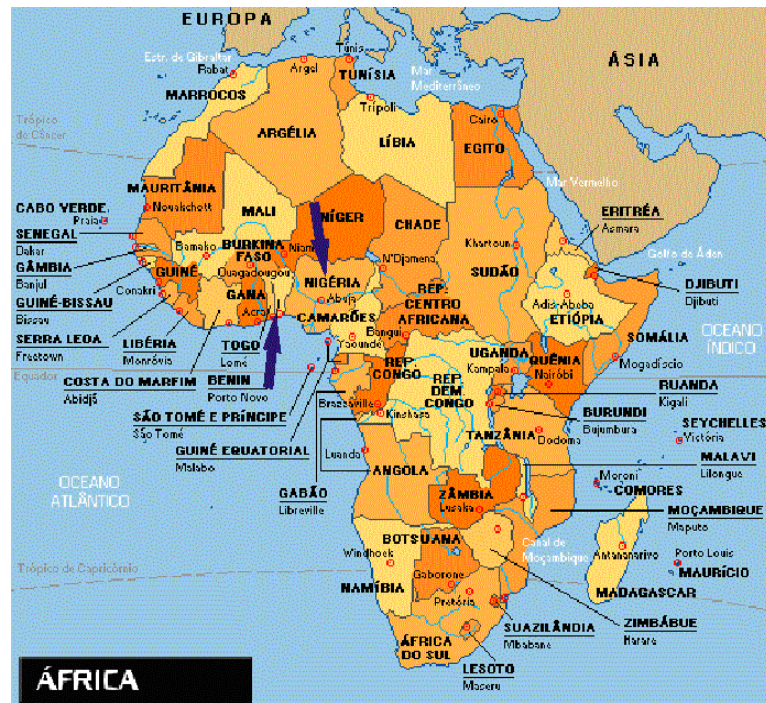 EUROPA
ÁSIA
Estr. de Gibraltar
Rabat
Argel
Túnis
TUNÍSIA
Mar
Mediterrâneo
MARROCOS
Trípoli
Trópico
de Câncer
ARGÉLIA
LÍBIA
Cairo
EGITO
Mar Vermelho
MAURITÂNIA
Nouakchott
CABO VERDE
Praia
MALI
NÍGER
CHADE
ERITRÉA
Asmara
SENEGAL
Dakar
Bamako
BURKINA
FASO
Niam
Khartoun
Golfo de Áden
GÂMBIA
Banjul
GUINÉ
Ouagadougou
NIGÉRIA
Abuja
N'Djamena
SUDÃO
DJIBUTI
Djibuti
GUINÉ-BISSAU
Bissau
Conakri
GANA
Acra
CAMARÕES
REP.
CENTRO
AFRICANA
Adis-Abeba
ETIÓPIA
SOMÁLIA
OCEANO
ÍNDICO
SERRA LEOA
Freetown
LIBÉRIA
Monróvia
TOGO
Lomé
Yaoundé
Bangui
UGANDA
Kampala
QUÊNIA
Nairóbi
Mogadíscio
Equador
COSTA DO MARFIM
Abidjã
BENIN
Porto Novo
REP.
CONGO
REP.
DEM.
CONGO
RUANDA
Kigali
SÃO TOMÉ E PRÍNCIPE
São Tomé
Brazzaville
Kinshasa
BURUNDI
Bujumbura
SEYCHELLES
Vistória
GUINÉ EQUATORIAL
Malabo
TANZÂNIA
Dodoma
Luanda
ANGOLA
MALAVI
Lilongue
OCEANO
ATLÂNTICO
GABÃO
Libreville
ZÂMBIA
Lusaka
Moroni
COMORES
MOÇAMBIQUE
Maputo
BOTSUANA
Canal de
Moçambique
Windhoek
Antananarivo
Porto Louis
MAURÍCIO
Trópico de Capricórnio
NAMÍBIA
Gaborone
Pretória
MADAGASCAR
SUAZILÂNDIA
Mbabane
ZIMBÁBUE
Harare
ÁFRICA
DO SUL
LESOTO
Maseru
ÁFRICA